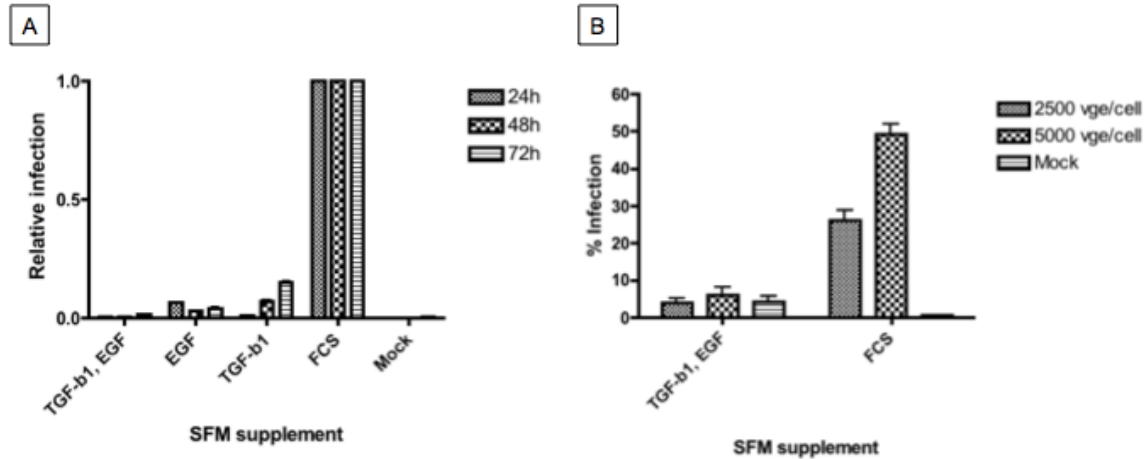 A
Relative infection
1.0
0.5
0.0
24h
48h
72h
TGF-b1, EGF
EGF
TGF-b1
FCS
Mock
SFM supplement
B
% Infection
60
50
40
30
20
10
0
2500 vge/cell
5000 vge/cell
Mock
TGF-b1, EGF
FCS
SFM supplement